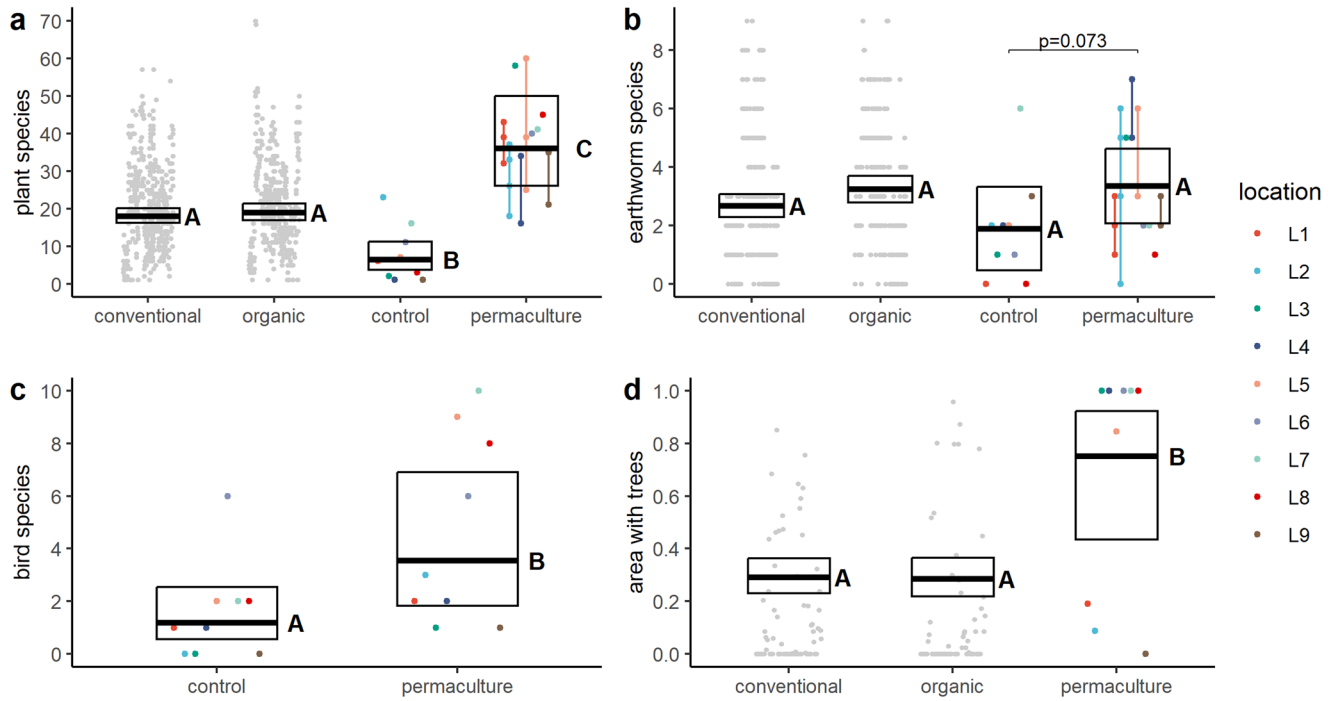 a
plant species
70
60
50
40
30
20
10
0
A
A
B
C
conventional organic control permaculture
b
earthworm species
8
6
4
2
0
p=0.073
A
A
A
A
conventional organic control permaculture
c
bird species
10
8
6
4
2
0
A
B
control permaculture
d
area with trees
1.0
0.8
0.6
0.4
0.2
0.0
A
A
B
conventional organic permaculture
location
L1
L2
L3
L4
L5
L6
L7
L8
L9